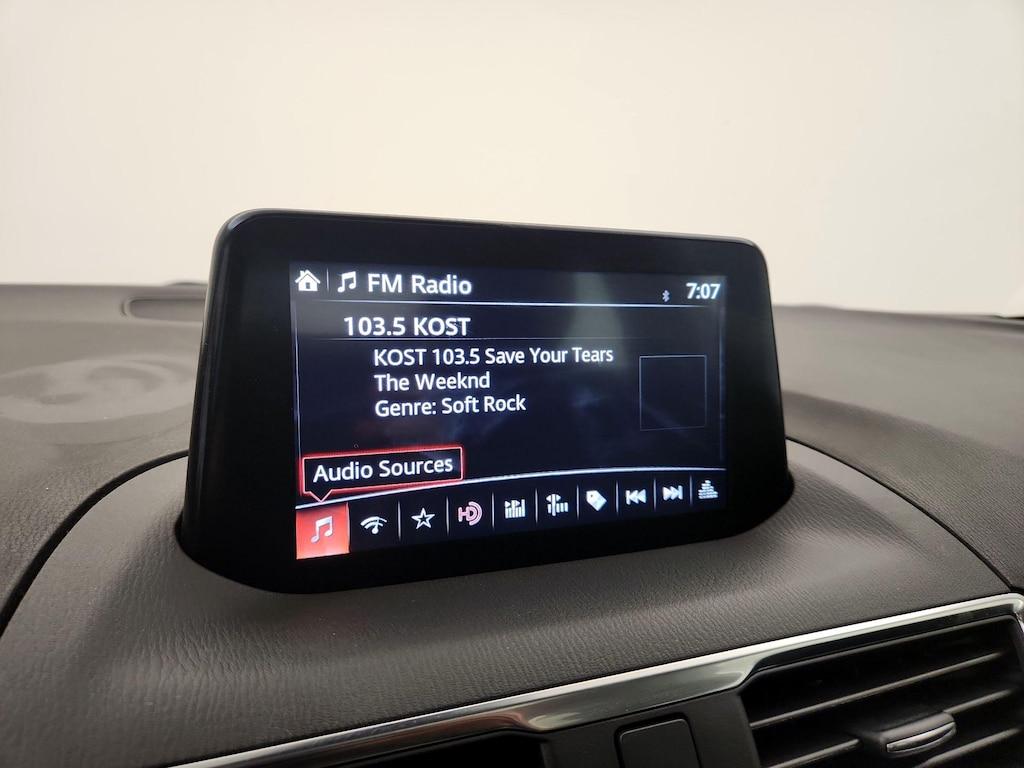 FM Radio
7:07
103.5 KOST
KOST 103.5 Save Your Tears
The Weeknd
Genre: Soft Rock
Audio Sources
HD